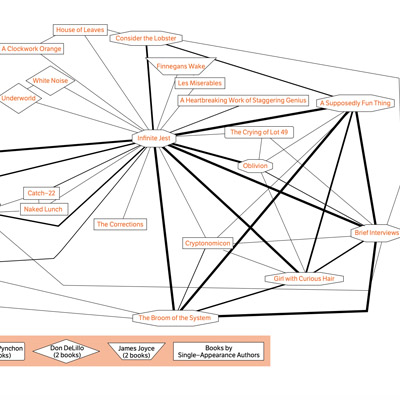 House of Leaves
Consider the Lobster
A Clockwork Orange
Finnegans Wake
White Noise
Les Miserables
Underworld
A Heartbreaking Work of Staggering Genius
A Supposedly Fun Thing
Infinite Jest
The Crying of Lot 49
Oblivion
Catch-22
Naked Lunch
The Corrections
Brief Interviews
Cryptonomicon
Girl with Curious Hair
The Broom of the System
Pynchon
Don DeLillo
(2 books)
James Joyce
(2 books)
Books by
Single-Appearance Authors